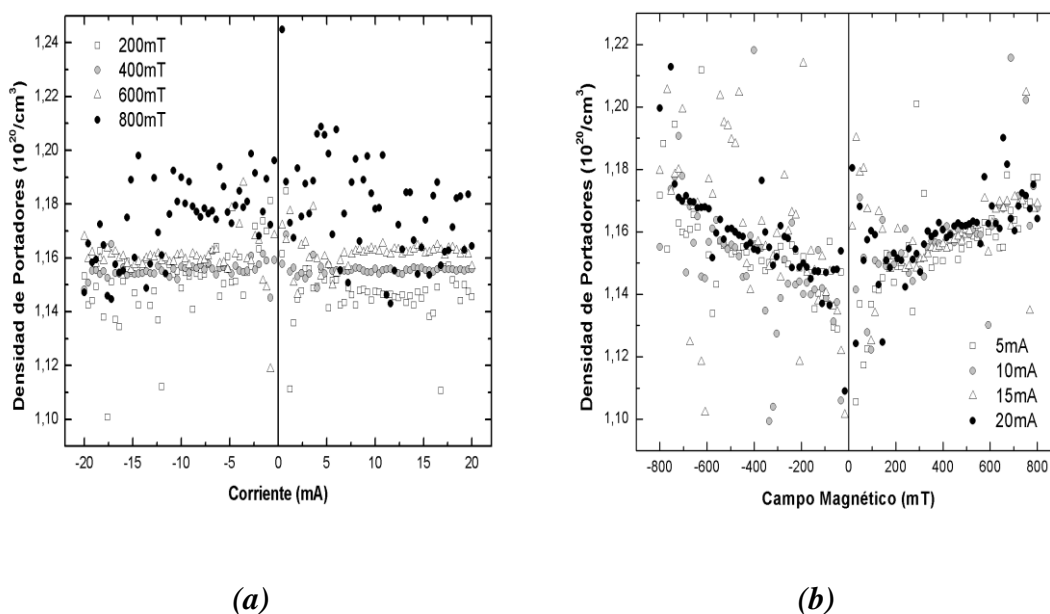 1,24
1,22
1,20
1,18
1,16
1,14
1,12
1,10
Densidad de Portadores (10²⁰/cm³)
200mT
400mT
600mT
800mT
-20 -15 -10 -5 0 5 10 15 20
Corriente (mA)
(a)
1,22
1,20
1,18
1,16
1,14
1,12
1,10
Densidad de Portadores (10²⁰/cm³)
5mA
10mA
15mA
20mA
-800 -600 -400 -200 0 200 400 600 800
Campo Magnético (mT)
(b)